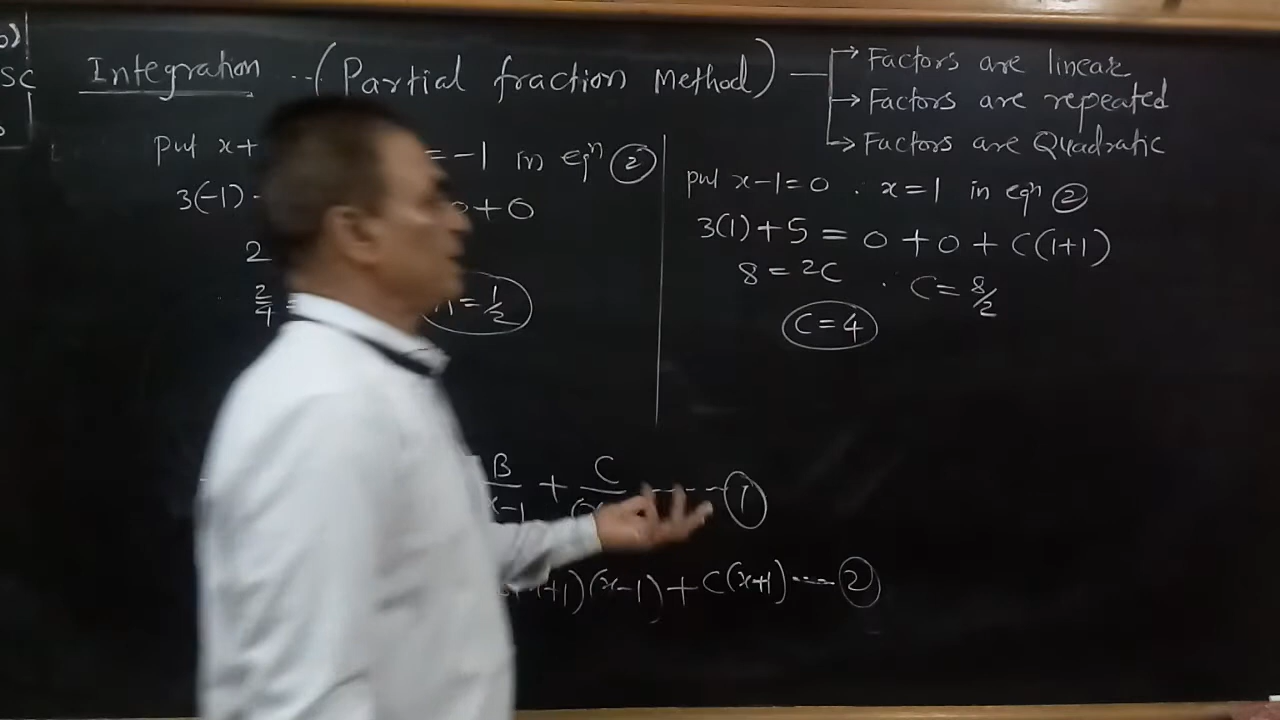 Integration -- (Partial fraction Method)
→ Factors are linear
→ Factors are repeated
→ Factors are Quadratic
SC
put x+ = -1 in eqn ②
3(-1) - 0+0
2
2/4 = = 1/2
put x-1=0 . x=1 in eqn ②
3(1)+5 = 0+0+C(1+1)
8=2C . C=8/2
C=4
B/x-1 + C/ ---- ①
+1)(x-1)+C(x+1) ---- ②